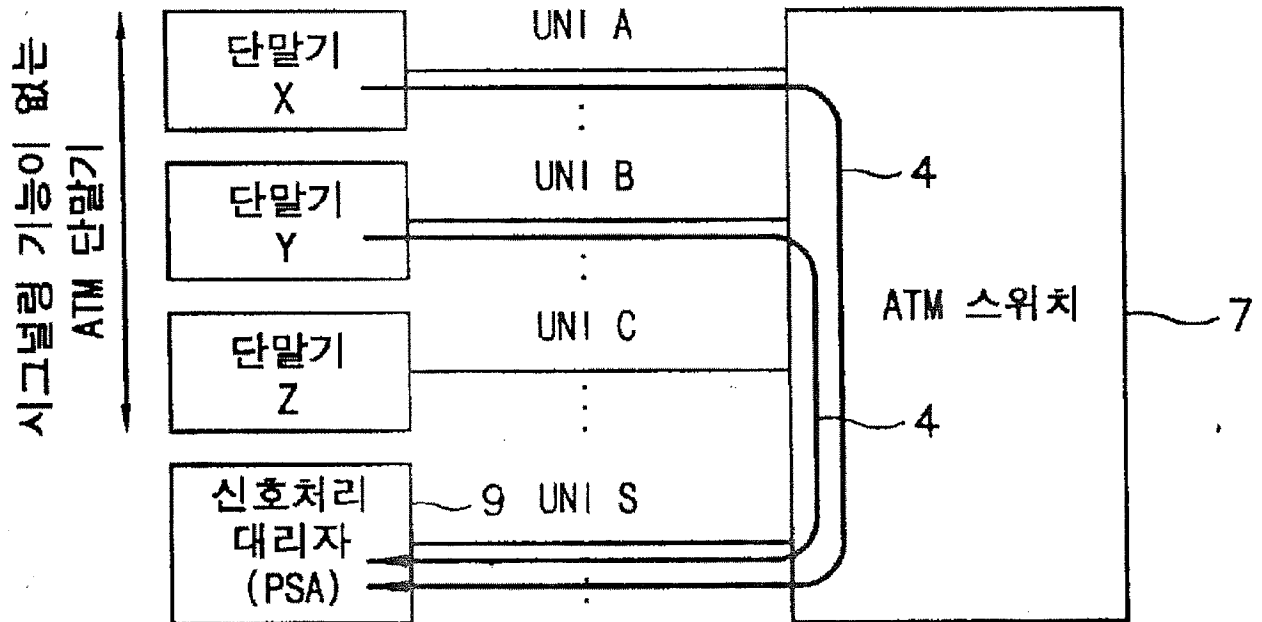 시그널링 기능이 없는
ATM 단말기
단말기
X
UNI A
단말기
Y
UNI B
단말기
Z
UNI C
신호처리
대리자
(PSA)
9
UNI S
4
4
ATM 스위치
7